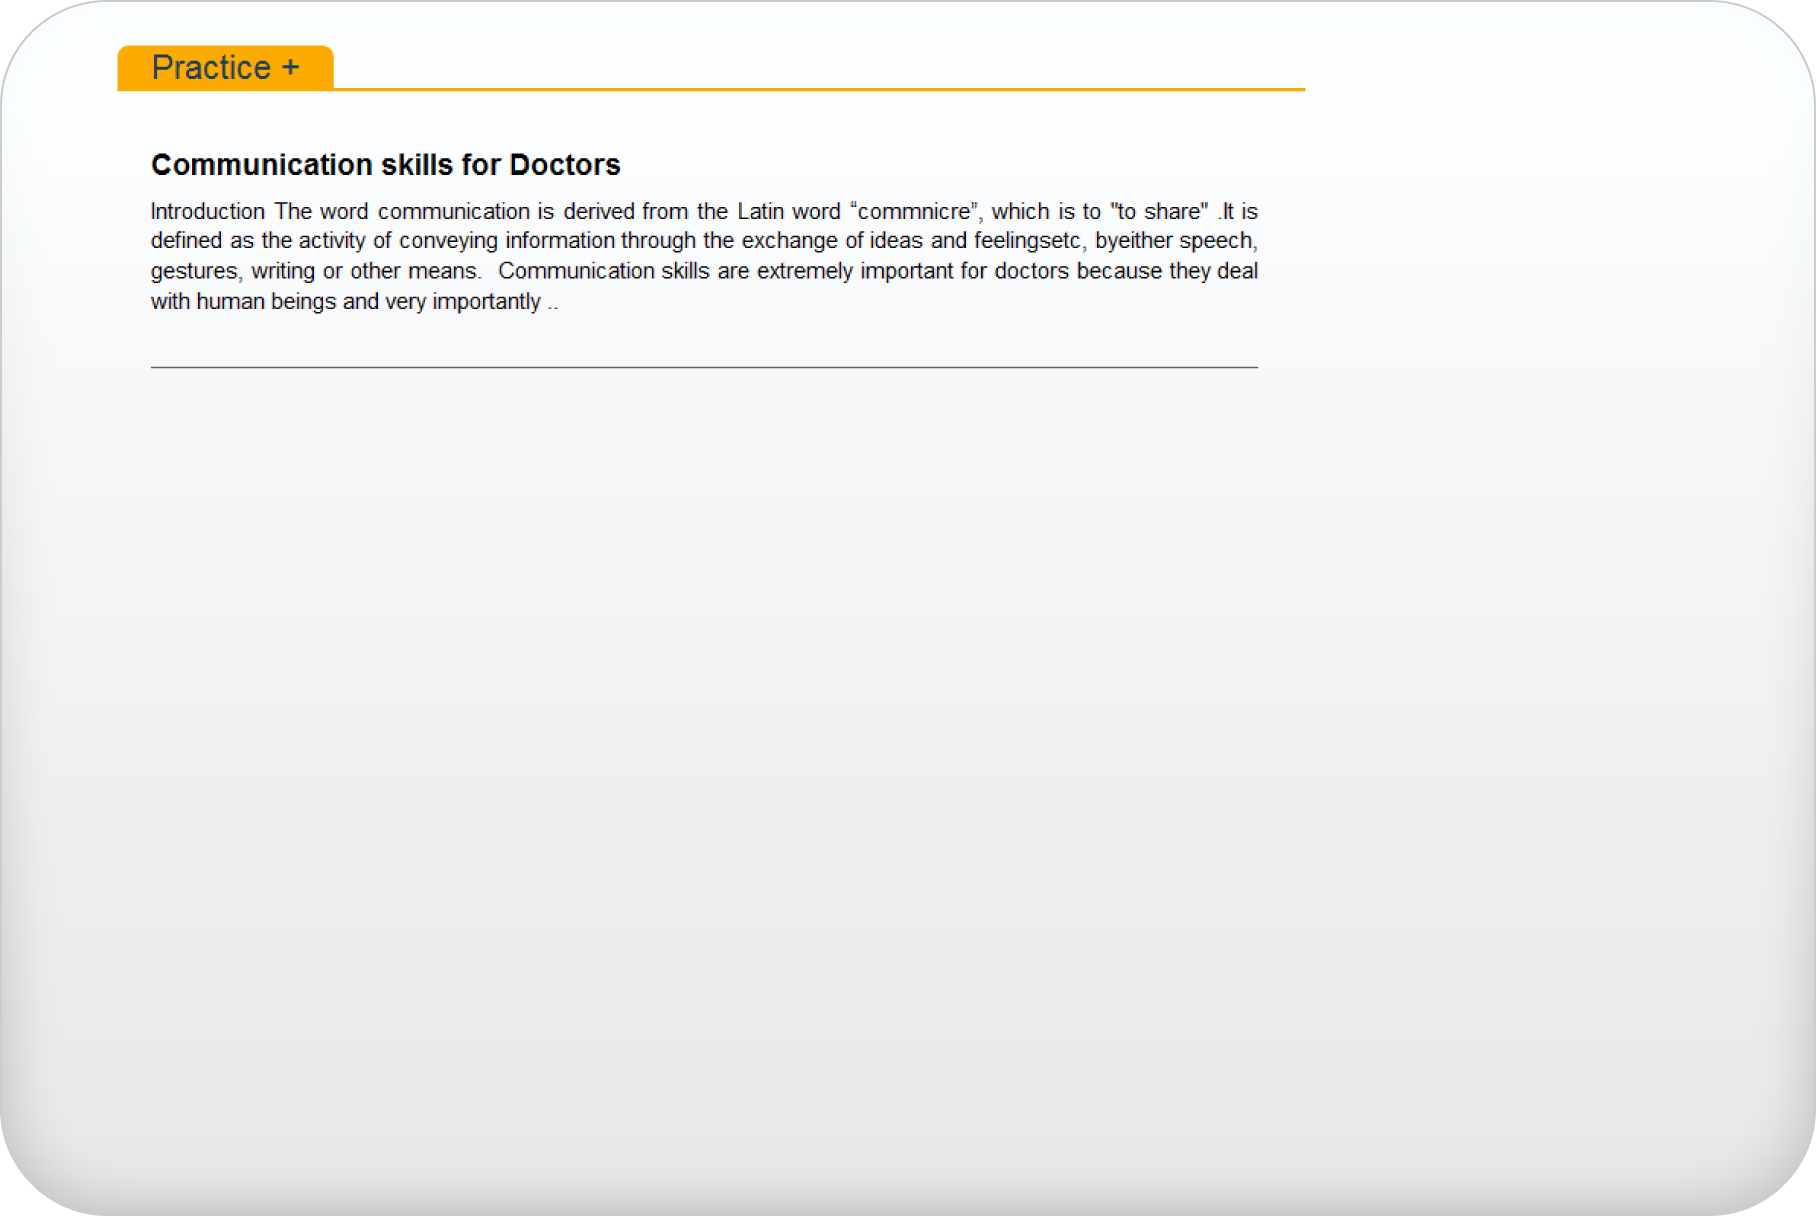 Practice +
Communication skills for Doctors
Introduction The word communication is derived from the Latin word “commnicre”, which is to "to share" .It is
defined as the activity of conveying information through the exchange of ideas and feelingsetc, byeither speech,
gestures, writing or other means.  Communication skills are extremely important for doctors because they deal
with human beings and very importantly ..